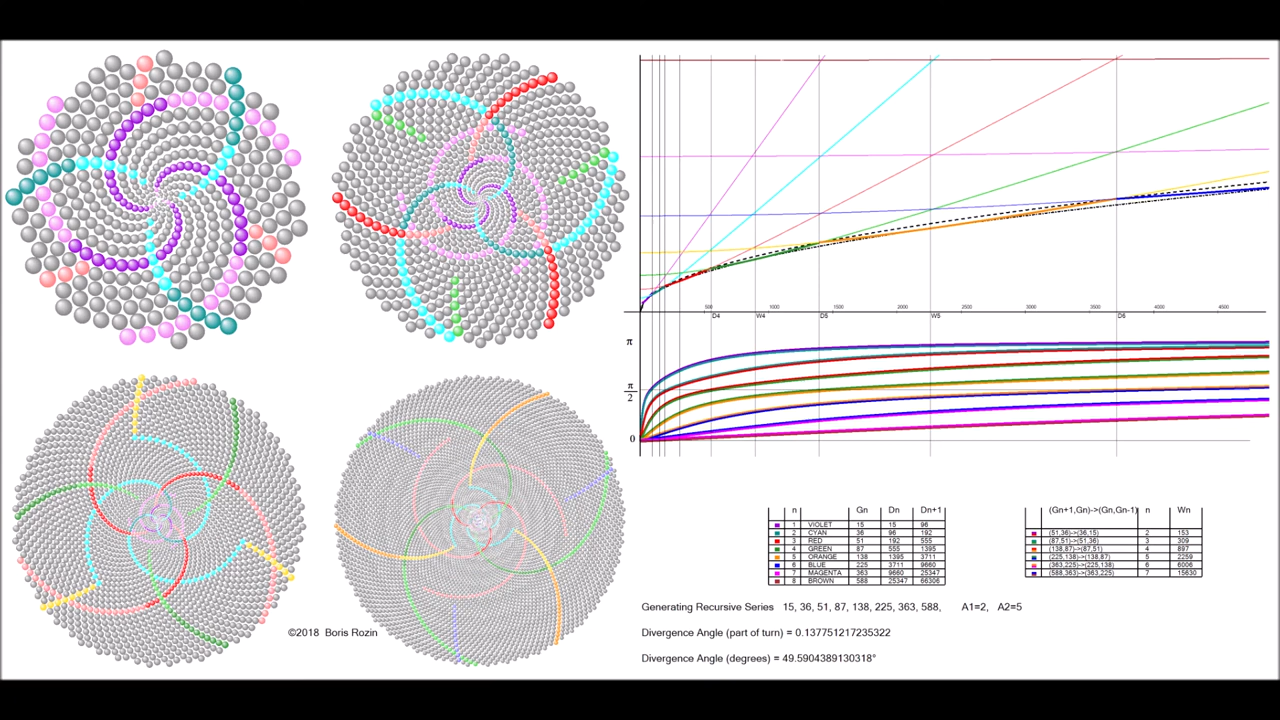 500 1000 1500 2000 2500 3000 3500 4000 4500
D4 W4 D5 W5 D6
π
π
2
0
n Gn Dn Dn+1
1 VIOLET 15 15 96
2 CYAN 36 96 192
3 RED 51 192 555
4 GREEN 87 555 1395
5 ORANGE 138 1395 3711
6 BLUE 225 3711 9660
7 MAGENTA 363 9660 25347
8 BROWN 588 25347 66306
(Gn+1,Gn)->(Gn,Gn-1) n Wn
(51,36)->(36,15) 2 153
(87,51)->(51,36) 3 309
(138,87)->(87,51) 4 897
(225,138)->(138,87) 5 2259
(363,225)->(225,138) 6 6006
(588,363)->(363,225) 7 15630
Generating Recursive Series 15, 36, 51, 87, 138, 225, 363, 588, A1=2, A2=5
©2018 Boris Rozin
Divergence Angle (part of turn) = 0.137751217235322
Divergence Angle (degrees) = 49.5904389130318°